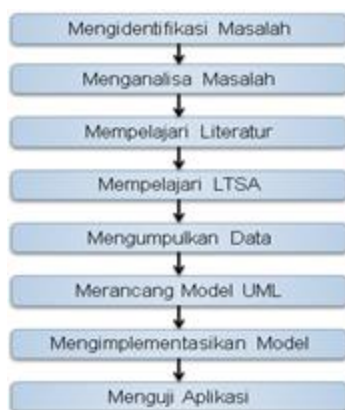 Mengidentifikasi Masalah
Menganalisa Masalah
Mempelajari Literatur
Mempelajari LTSA
Mengumpulkan Data
Merancang Model UML
Mengimplementasikan Model
Menguji Aplikasi